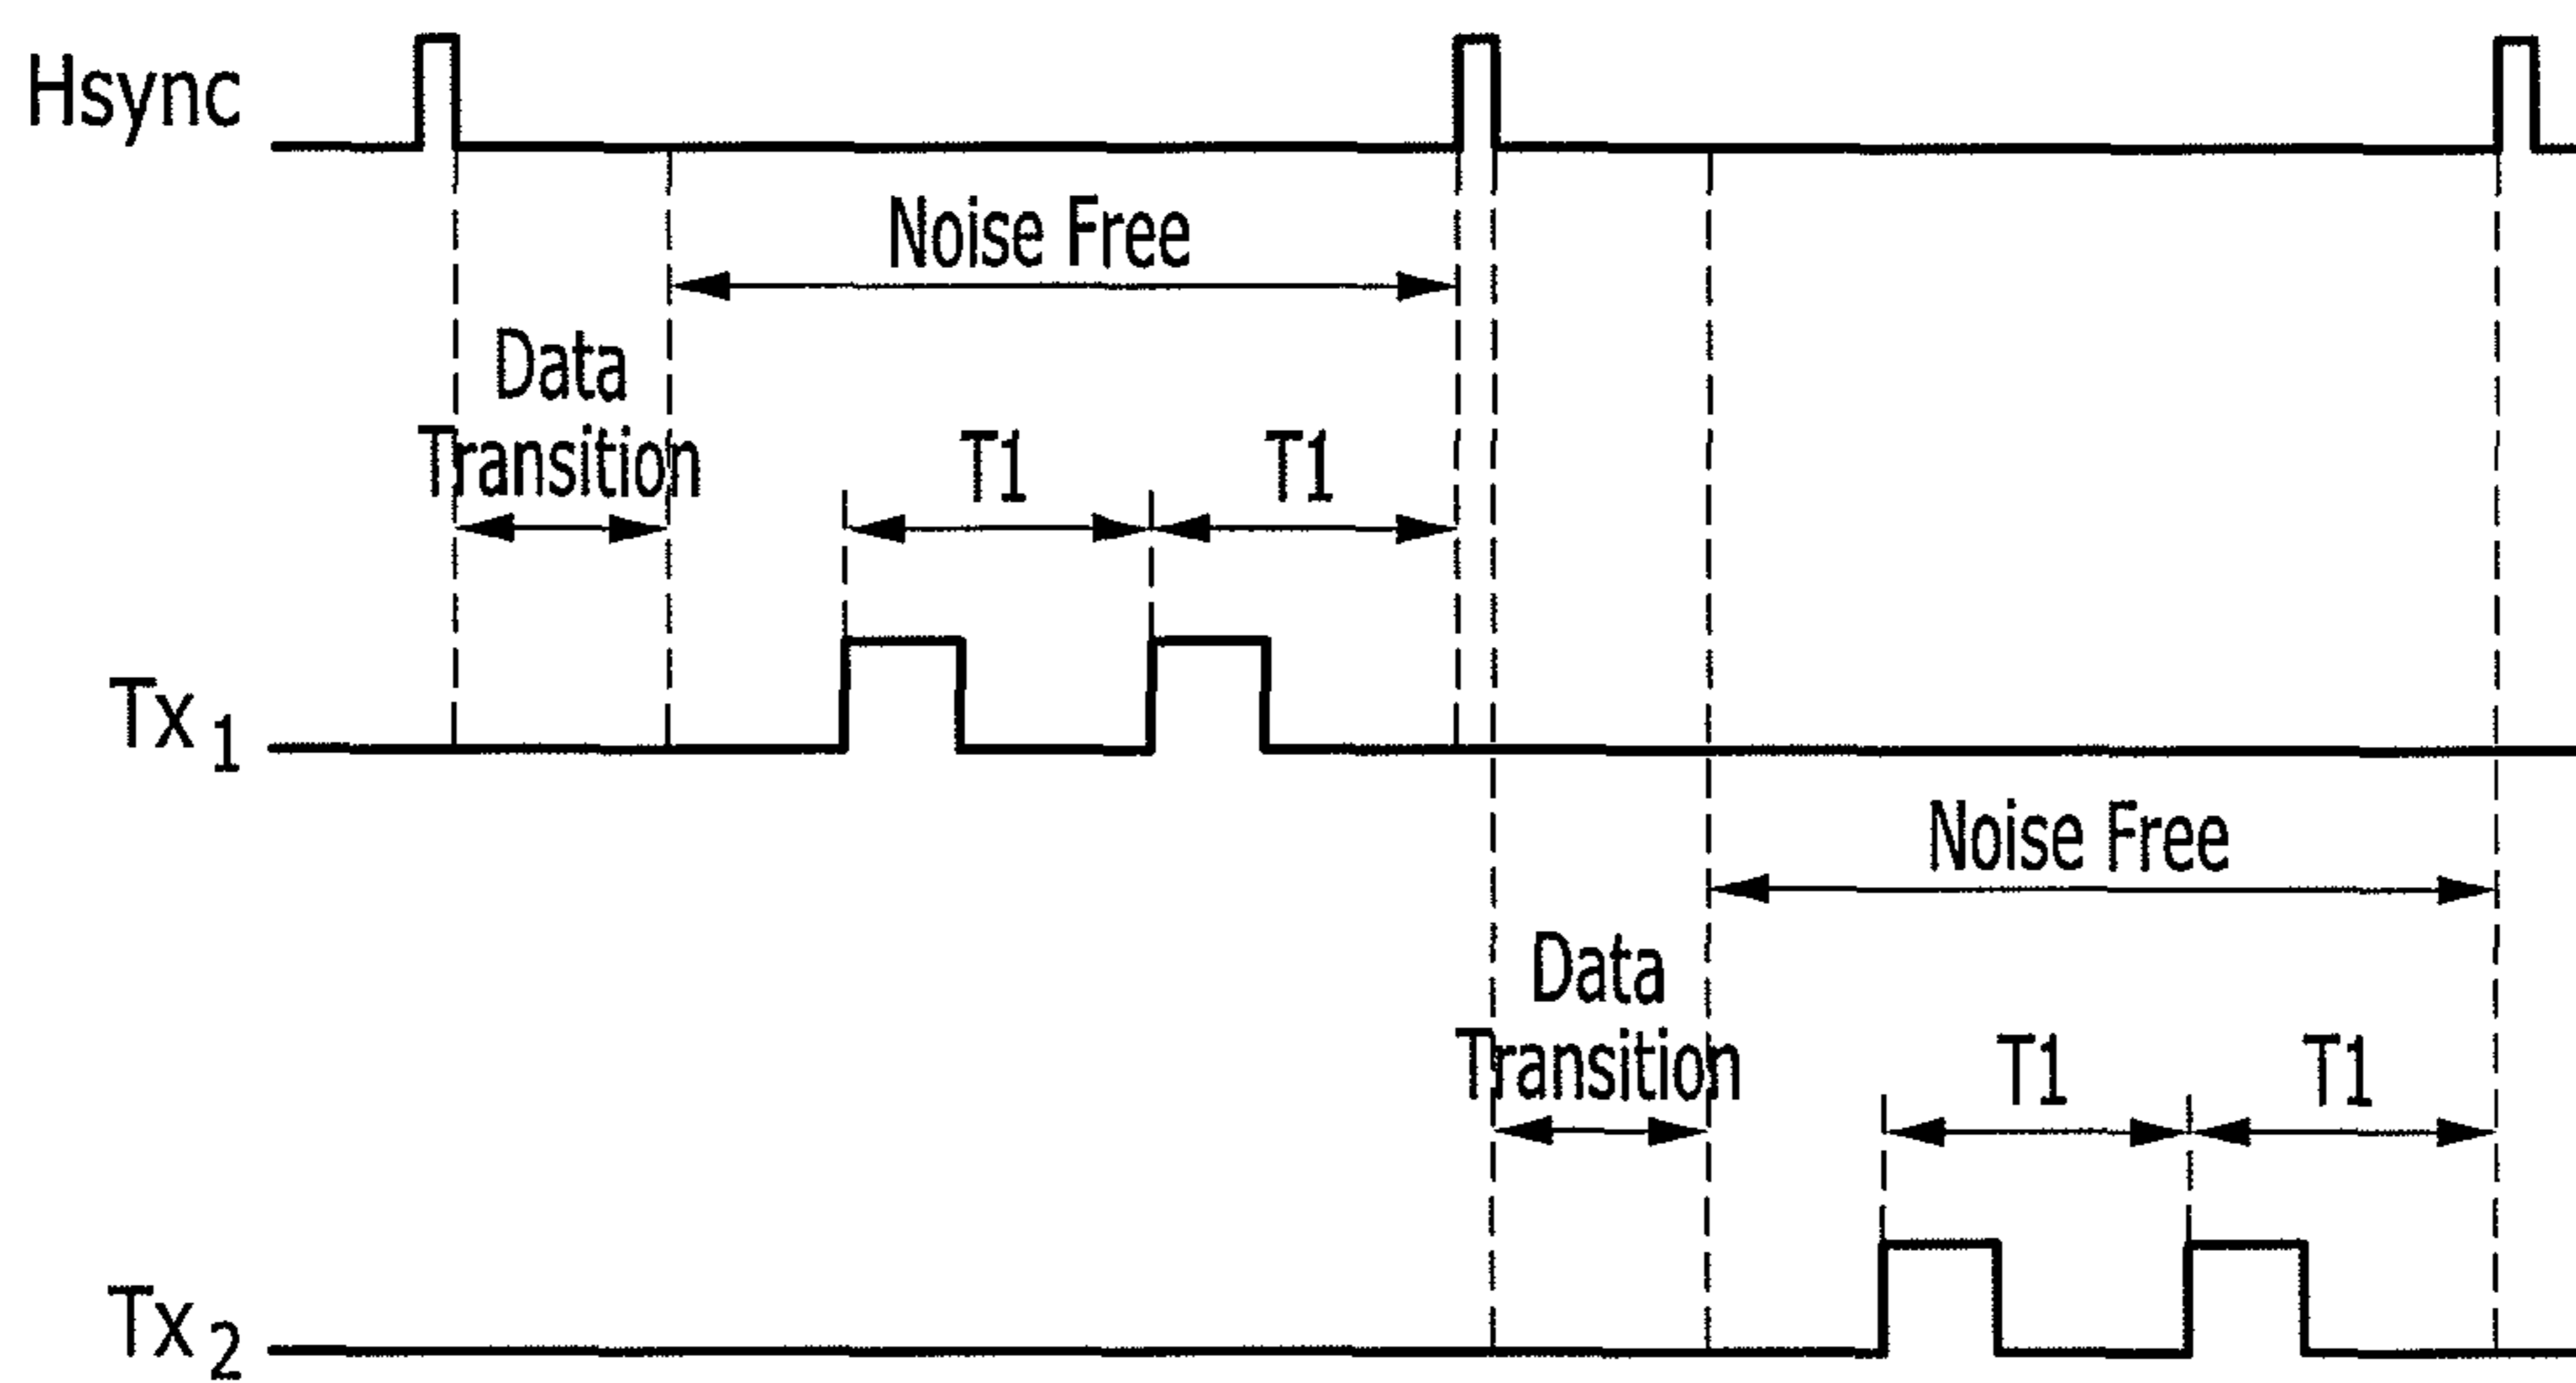 Hsync
Noise Free
Data
Transition
T1
T1
Tx 1
Noise Free
Data
Transition
T1
T1
Tx 2